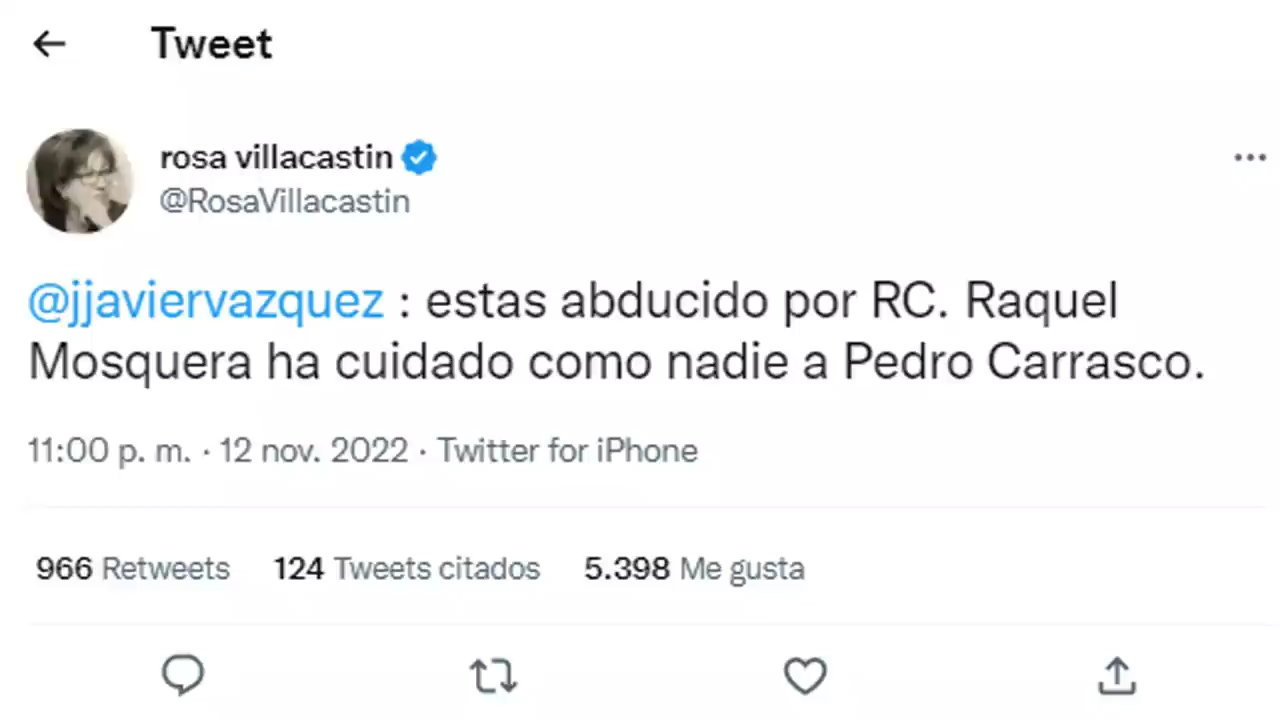 Tweet
rosa villacastin
@RosaVillacastin
@jjaviervazquez : estas abducido por RC. Raquel
Mosquera ha cuidado como nadie a Pedro Carrasco.
11:00 p. m. · 12 nov. 2022 · Twitter for iPhone
966 Retweets 124 Tweets citados 5.398 Me gusta